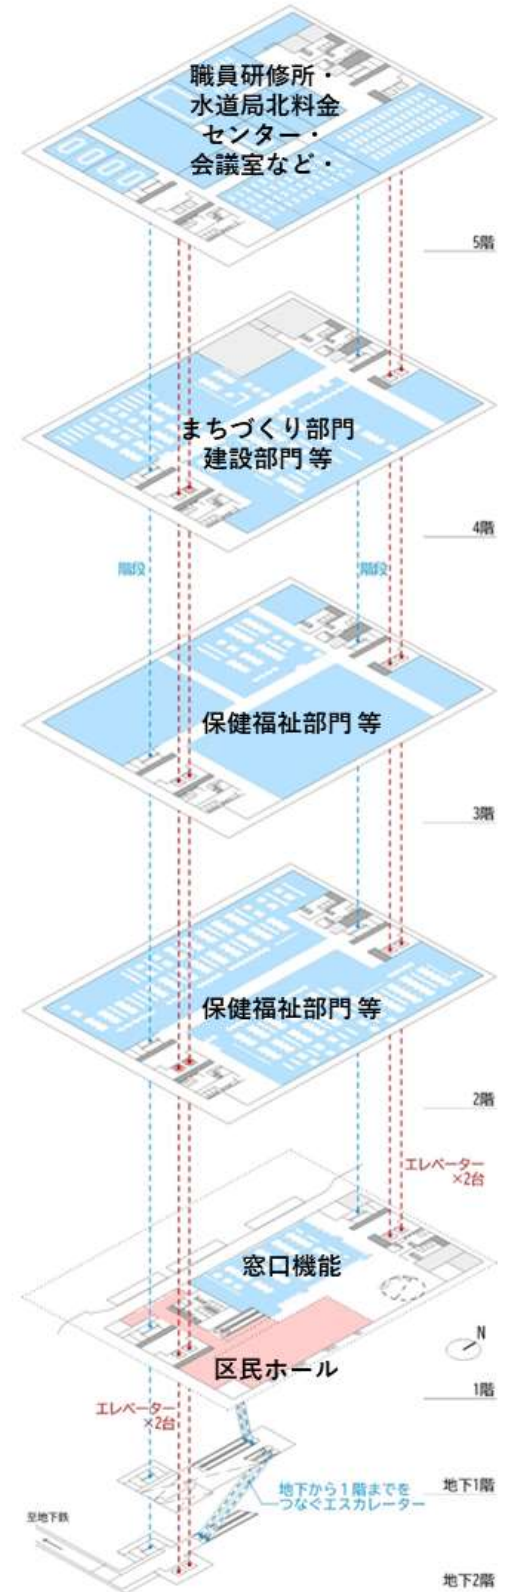 職員研修所・
水道局北料金
センター・
会議室など・
5階
まちづくり部門
建設部門 等
4階
階段
階段
保健福祉部門 等
3階
保健福祉部門 等
2階
エレベーター
×2台
窓口機能
N
区民ホール
1階
エレベーター
×2台
地下から1階までを
つなぐエスカレーター
地下1階
至地下鉄
地下2階